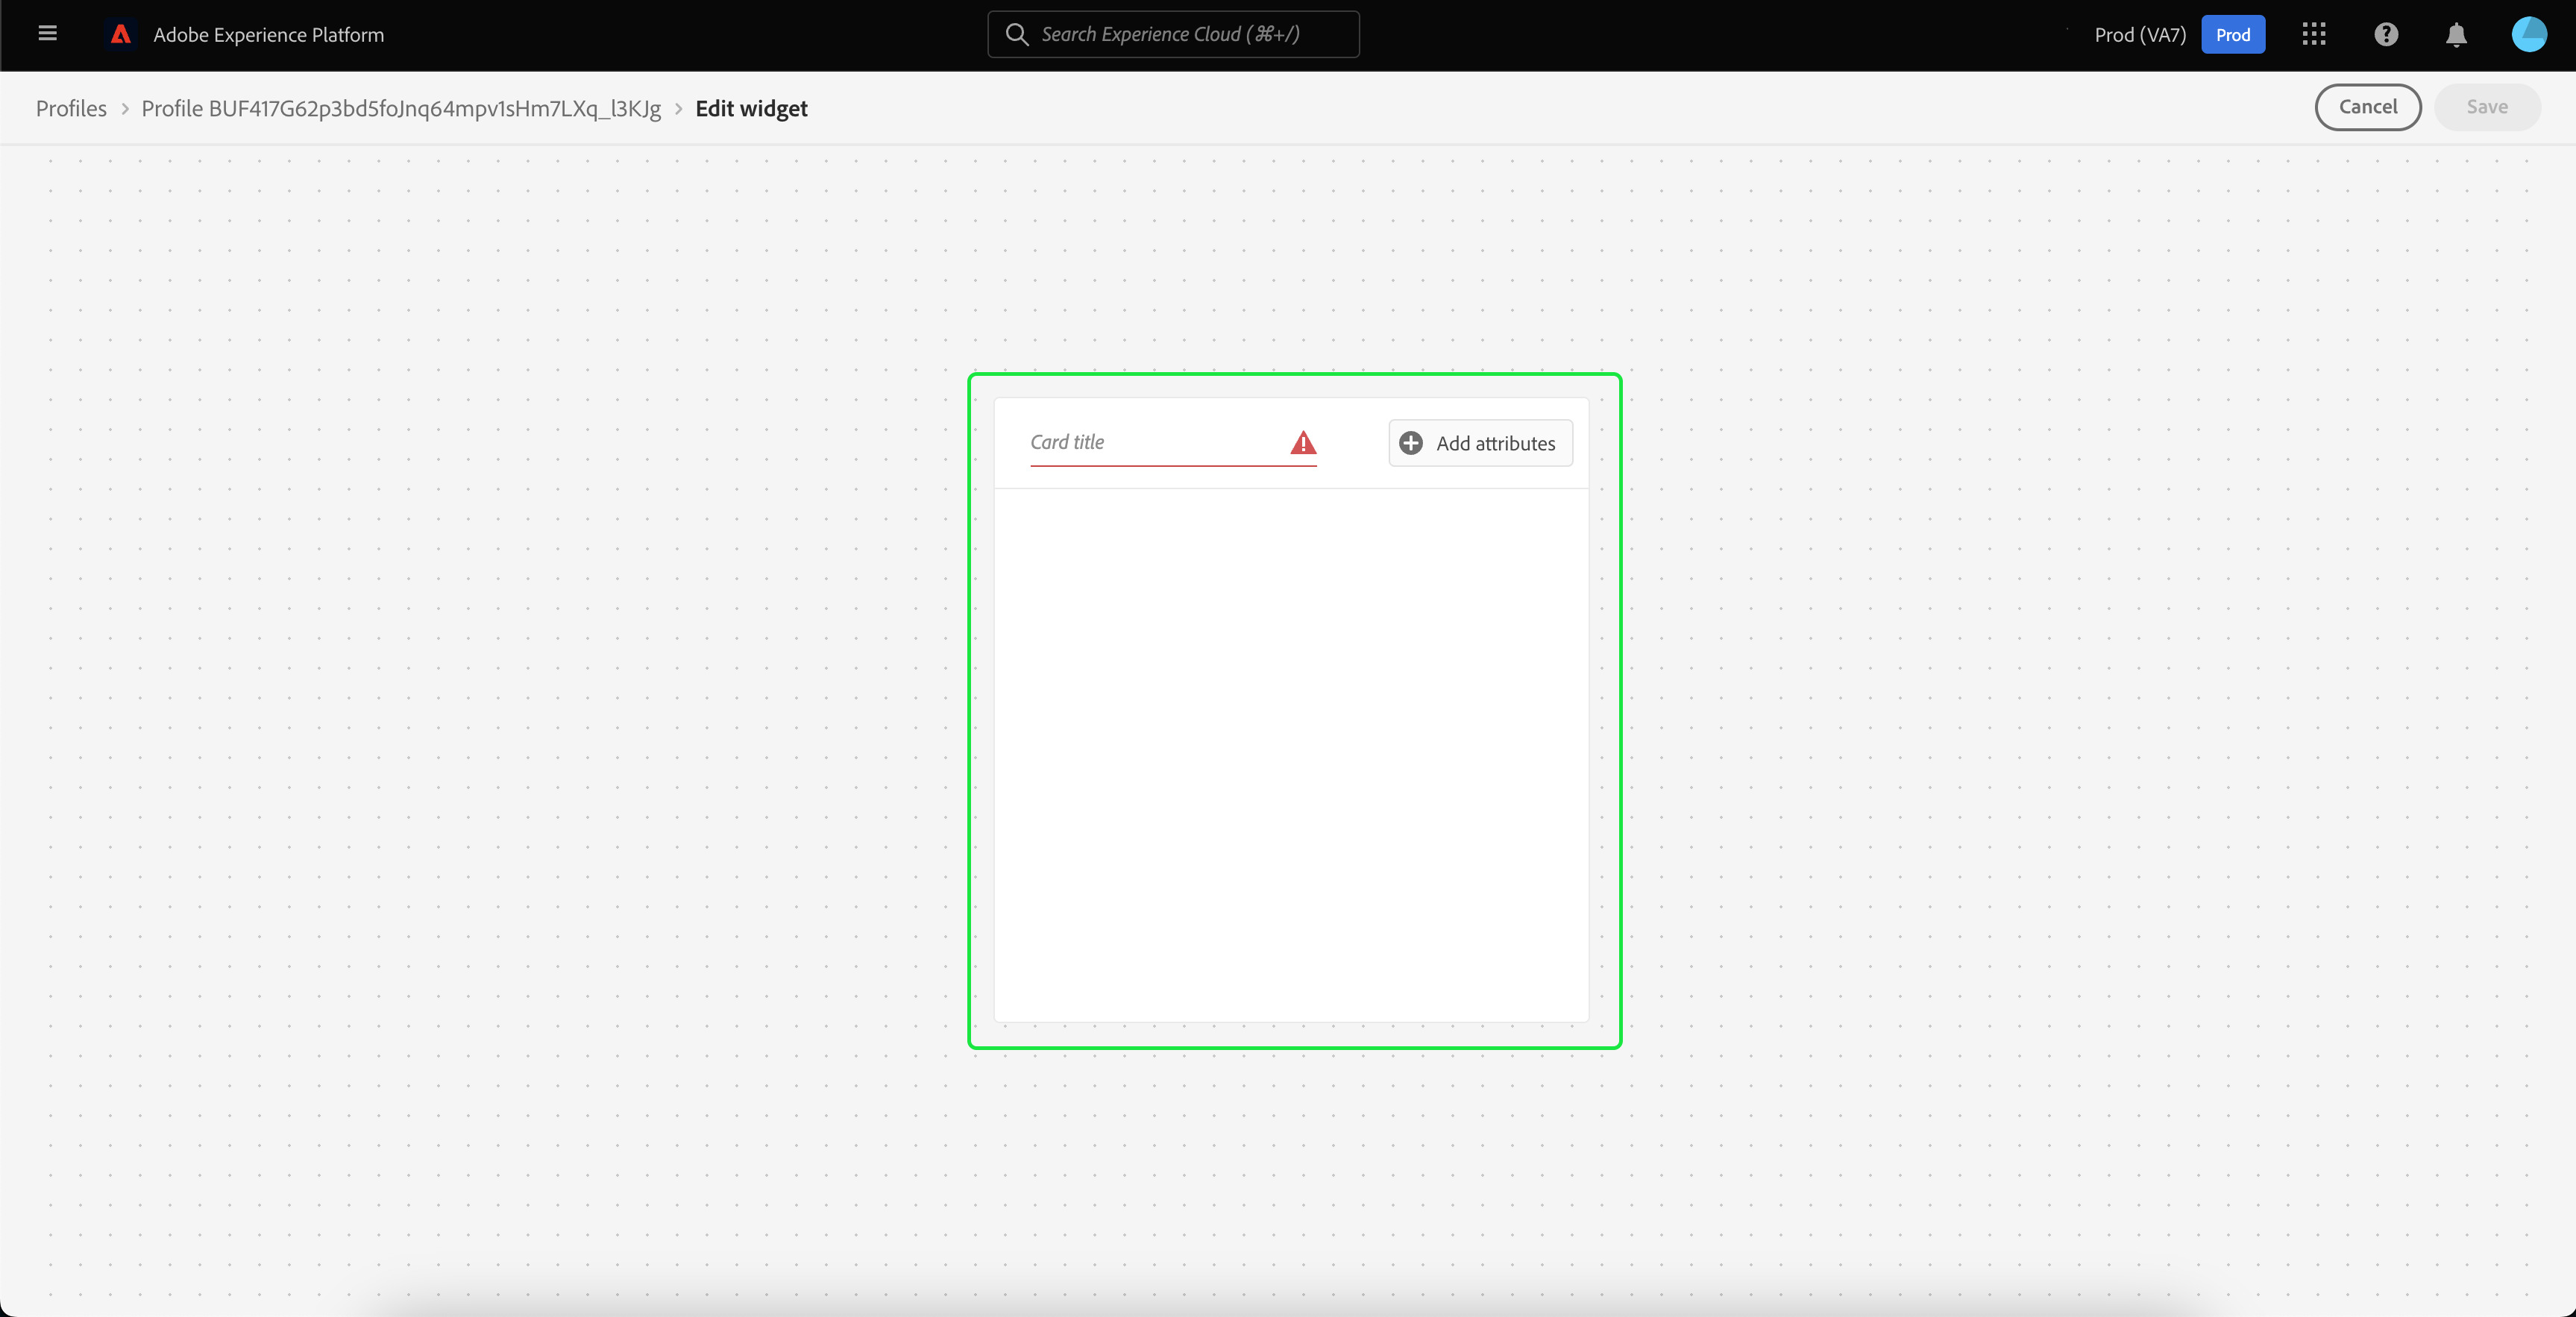 Adobe Experience Platform
Search Experience Cloud (⌘+/)
Prod (VA7)
Prod
Profiles > Profile BUF417G62p3bd5foJnq64mpv1sHm7LXq_l3KJg > Edit widget
Cancel
Save
Card title
Add attributes